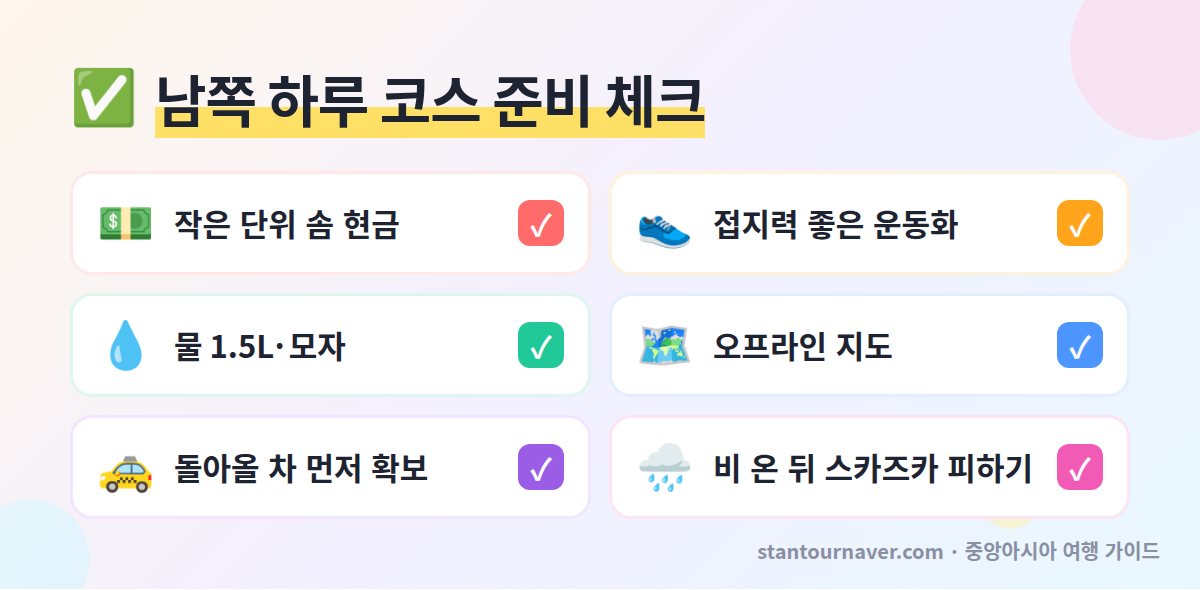 남쪽 하루 코스 준비 체크
작은 단위 솜 현금
접지력 좋은 운동화
물 1.5L·모자
오프라인 지도
돌아올 차 먼저 확보
비 온 뒤 스카즈카 피하기
stantournaver.com · 중앙아시아 여행 가이드